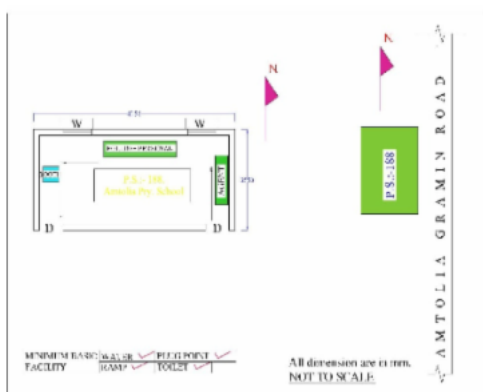 N
N
W
W
AGENT
P.S.:- 188
Amtolia Pry. School
D
D
P.S.:-188
AMTOLIA GRAMIN ROAD
MINIMUM BASIC
FACILITY
WATER
PLUG POINT
RAMP
TOILET
All dimension are in mm.
NOT TO SCALE